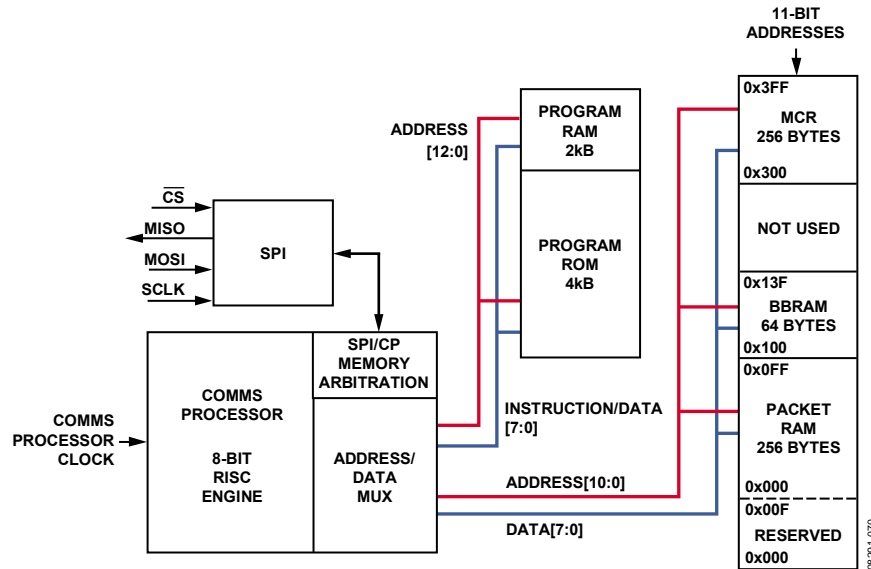 11-BIT
ADDRESSES
0x3FF
MCR
256 BYTES
0x300
NOT USED
0x13F
BBRAM
64 BYTES
0x100
0x0FF
PACKET
RAM
256 BYTES
0x000
0x00F
RESERVED
0x000
PROGRAM
RAM
2kB
PROGRAM
ROM
4kB
ADDRESS
[12:0]
CS
MISO
MOSI
SCLK
SPI
SPI/CP
MEMORY
ARBITRATION
COMMS
PROCESSOR
8-BIT
RISC
ENGINE
ADDRESS/
DATA
MUX
COMMS
PROCESSOR
CLOCK
INSTRUCTION/DATA
[7:0]
ADDRESS[10:0]
DATA[7:0]